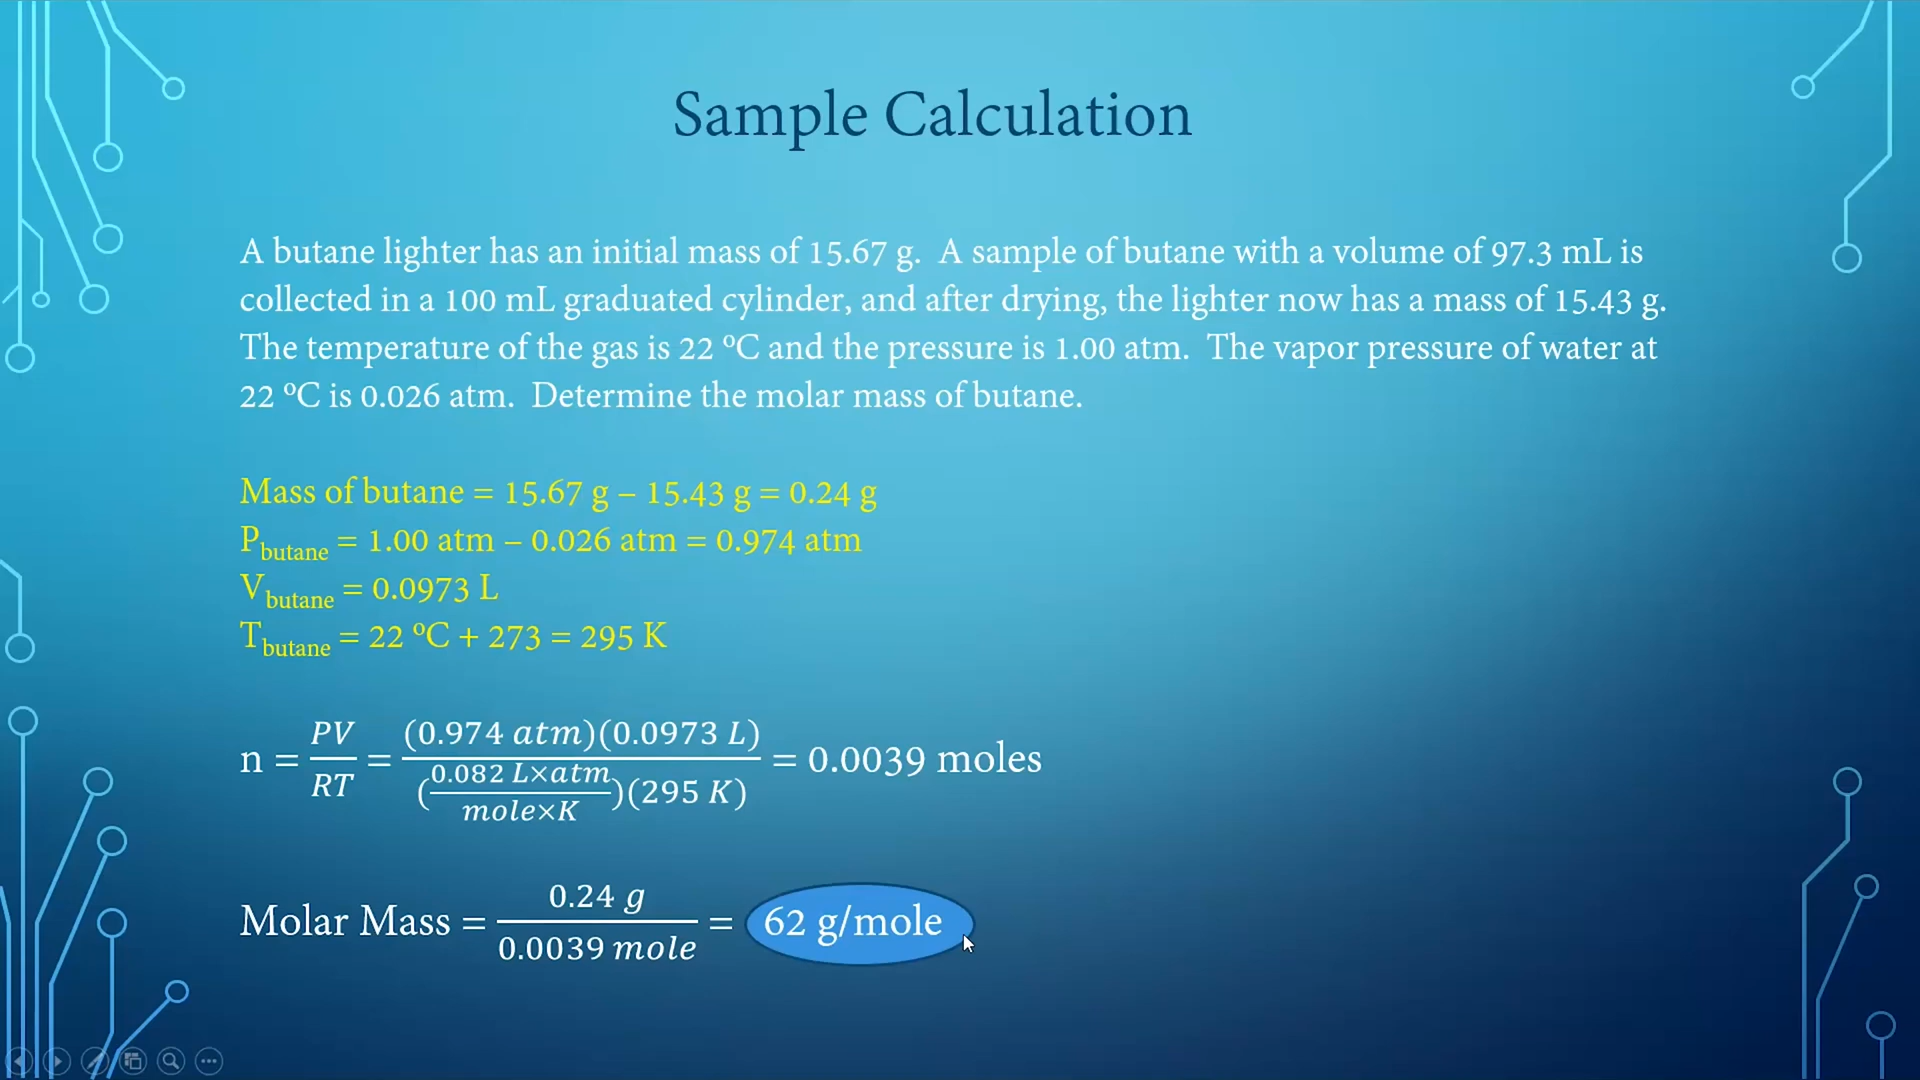 Sample Calculation
A butane lighter has an initial mass of 15.67 g.  A sample of butane with a volume of 97.3 mL is
collected in a 100 mL graduated cylinder, and after drying, the lighter now has a mass of 15.43 g.
The temperature of the gas is 22 ºC and the pressure is 1.00 atm.  The vapor pressure of water at
22 ºC is 0.026 atm.  Determine the molar mass of butane.
Mass of butane = 15.67 g – 15.43 g = 0.24 g
P_butane = 1.00 atm – 0.026 atm = 0.974 atm
V_butane = 0.0973 L
T_butane = 22 ºC + 273 = 295 K
n = PV/RT = (0.974 atm)(0.0973 L)/((0.082 L×atm/mole×K)(295 K)) = 0.0039 moles
Molar Mass = 0.24 g/0.0039 mole = 62 g/mole